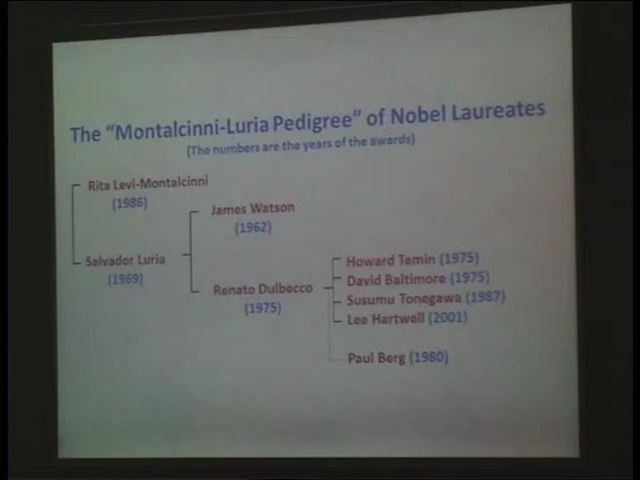 The "Montalcinni-Luria Pedigree" of Nobel Laureates
(The numbers are the years of the awards)
Rita Levi-Montalcinni
(1986)
James Watson
(1962)
Salvador Luria
(1969)
Howard Temin (1975)
David Baltimore (1975)
Renato Dulbecco
(1975)
Susumu Tonegawa (1987)
Lee Hartwell (2001)
Paul Berg (1980)